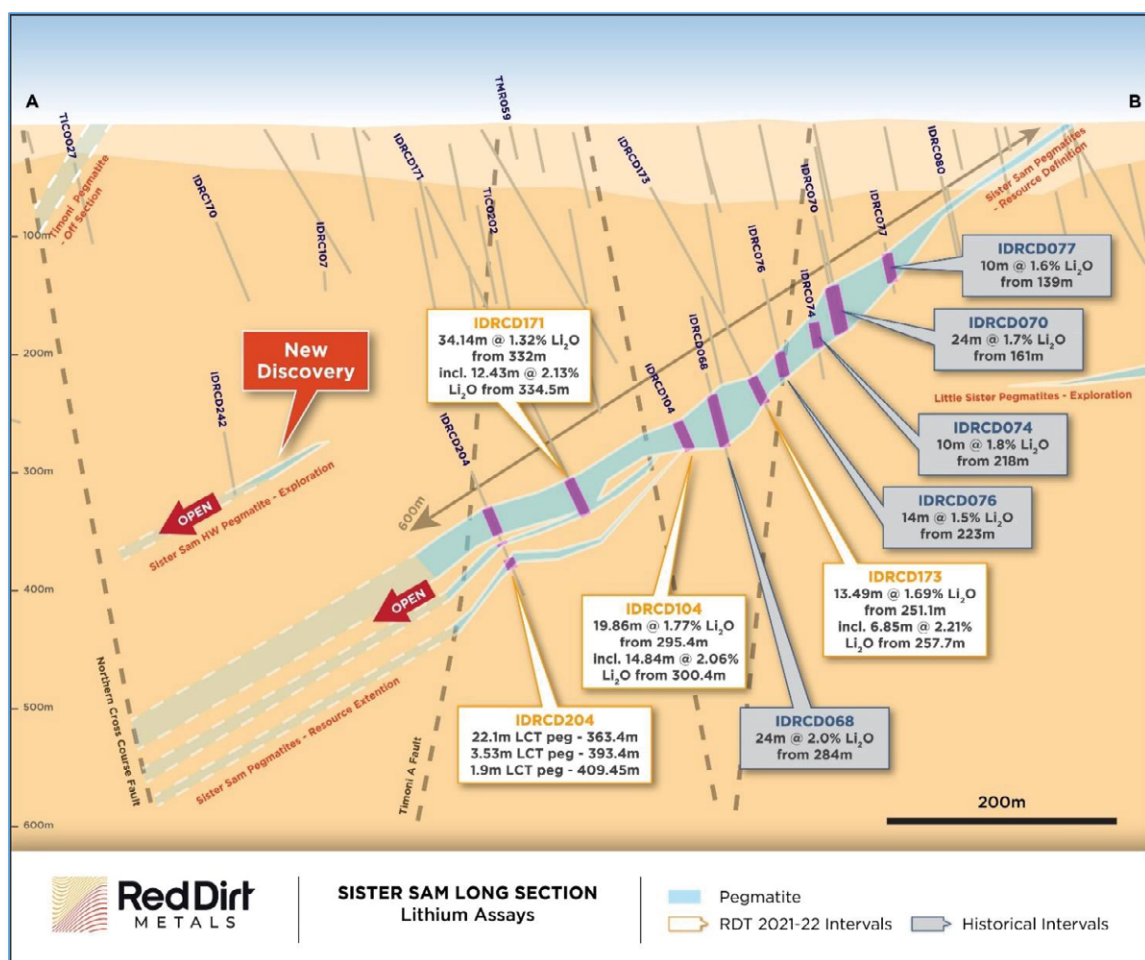 A
B
TIC0027
TMR059
IDRC170
IDRC107
IDRCD171
TIC0202
IDRCD173
IDRC070
IDRC080
IDRC077
IDRC076
IDRC074
IDRCD068
IDRCD104
IDRCD204
IDRCD242
Timoni Pegmatite
- Off Section
Sister Sam Pegmatites
- Resource Definition
100m
200m
300m
400m
500m
600m
IDRCD077
10m @ 1.6% Li₂O
from 139m
IDRCD070
24m @ 1.7% Li₂O
from 161m
Little Sister Pegmatites - Exploration
IDRCD074
10m @ 1.8% Li₂O
from 218m
IDRCD076
14m @ 1.5% Li₂O
from 223m
IDRCD171
34.14m @ 1.32% Li₂O
from 332m
incl. 12.43m @ 2.13%
Li₂O from 334.5m
New
Discovery
OPEN
Sister Sam HW Pegmatite - Exploration
600m
OPEN
IDRCD173
13.49m @ 1.69% Li₂O
from 251.1m
incl. 6.85m @ 2.21%
Li₂O from 257.7m
IDRCD104
19.86m @ 1.77% Li₂O
from 295.4m
Incl. 14.84m @ 2.06%
Li₂O from 300.4m
IDRCD204
22.1m LCT peg - 363.4m
3.53m LCT peg - 393.4m
1.9m LCT peg - 409.45m
IDRCD068
24m @ 2.0% Li₂O
from 284m
Northern Cross Course Fault
Sister Sam Pegmatites - Resource Extention
Timoni A Fault
200m
Red Dirt
METALS
SISTER SAM LONG SECTION
Lithium Assays
Pegmatite
RDT 2021-22 Intervals
Historical Intervals